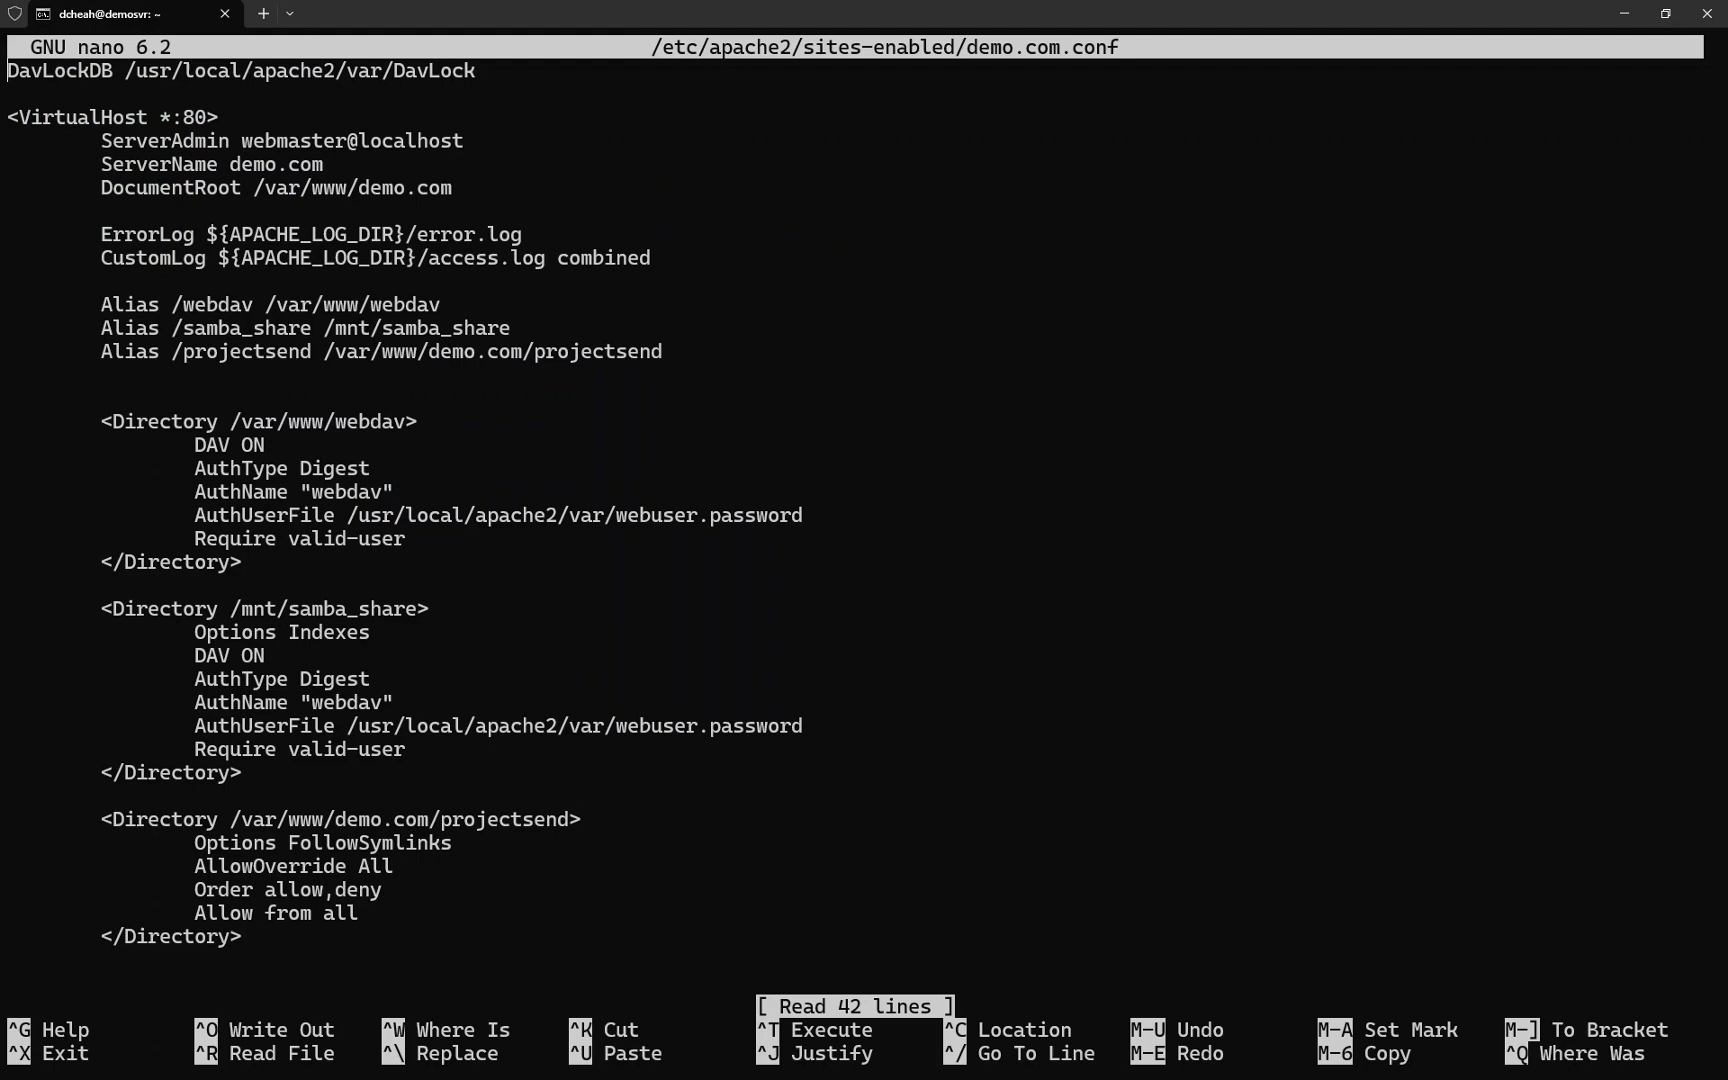 dcheah@demosvr: ~
GNU nano 6.2 /etc/apache2/sites-enabled/demo.com.conf
DavLockDB /usr/local/apache2/var/DavLock
<VirtualHost *:80>
ServerAdmin webmaster@localhost
ServerName demo.com
DocumentRoot /var/www/demo.com
ErrorLog ${APACHE_LOG_DIR}/error.log
CustomLog ${APACHE_LOG_DIR}/access.log combined
Alias /webdav /var/www/webdav
Alias /samba_share /mnt/samba_share
Alias /projectsend /var/www/demo.com/projectsend
<Directory /var/www/webdav>
DAV ON
AuthType Digest
AuthName "webdav"
AuthUserFile /usr/local/apache2/var/webuser.password
Require valid-user
</Directory>
<Directory /mnt/samba_share>
Options Indexes
DAV ON
AuthType Digest
AuthName "webdav"
AuthUserFile /usr/local/apache2/var/webuser.password
Require valid-user
</Directory>
<Directory /var/www/demo.com/projectsend>
Options FollowSymlinks
AllowOverride All
Order allow,deny
Allow from all
</Directory>
[ Read 42 lines ]
^G Help ^O Write Out ^W Where Is ^K Cut ^T Execute ^C Location M-U Undo M-A Set Mark M-] To Bracket
^X Exit ^R Read File ^\ Replace ^U Paste ^J Justify ^/ Go To Line M-E Redo M-6 Copy ^Q Where Was